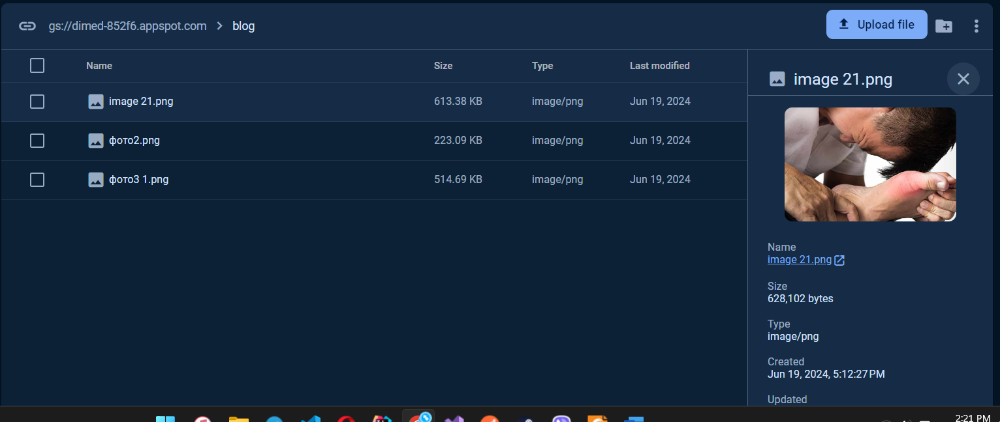 gs://dimed-852f6.appspot.com > blog
Upload file
Name Size Type Last modified
image 21.png 613.38 KB image/png Jun 19, 2024
фото2.png 223.09 KB image/png Jun 19, 2024
фото3 1.png 514.69 KB image/png Jun 19, 2024
image 21.png
Name
image 21.png
Size
628,102 bytes
Type
image/png
Created
Jun 19, 2024, 5:12:27 PM
Updated
2:21 PM